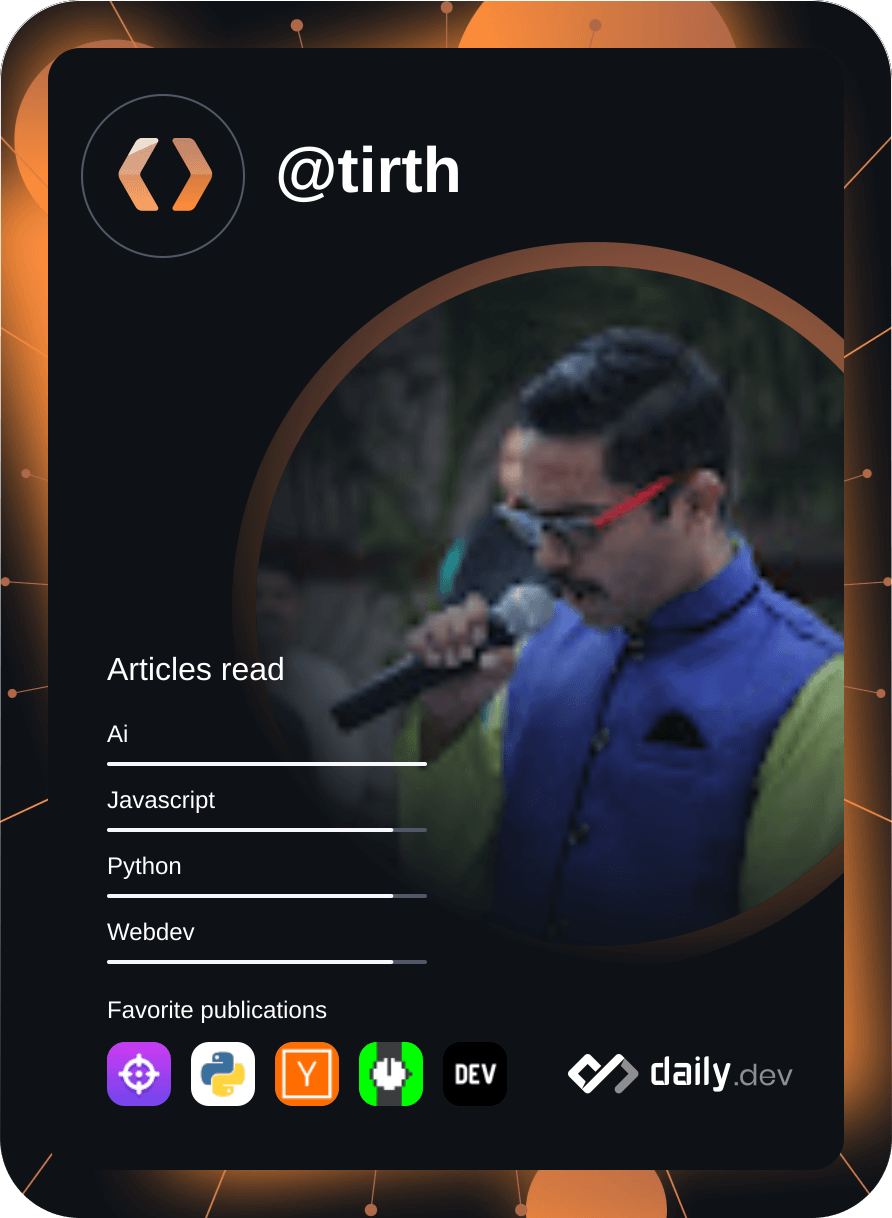 @tirth
Articles read
Ai
Javascript
Python
Webdev
Favorite publications
Y
DEV
daily.dev